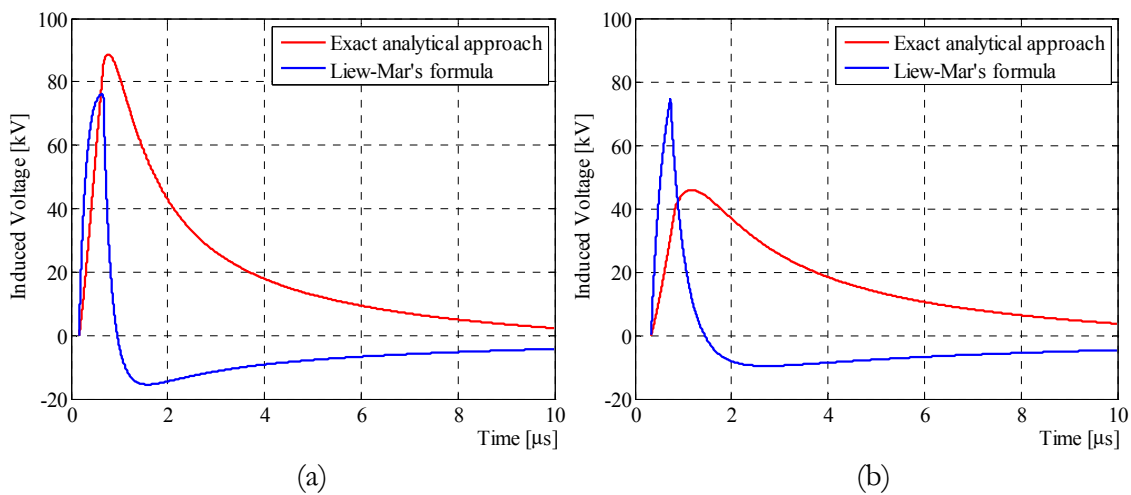 100
80
60
40
20
0
-20
Induced Voltage [kV]
Exact analytical approach
Liew-Mar's formula
0 2 4 6 8 10
Time [μs]
(a)
100
80
60
40
20
0
-20
Induced Voltage [kV]
Exact analytical approach
Liew-Mar's formula
0 2 4 6 8 10
Time [μs]
(b)